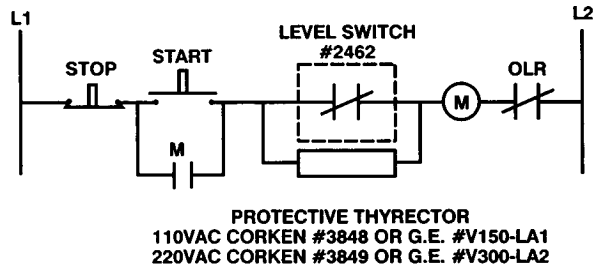 L1
L2
LEVEL SWITCH
#2462
STOP
START
OLR
M
M
PROTECTIVE THYRECTOR
110VAC CORKEN #3848 OR G.E. #V150-LA1
220VAC CORKEN #3849 OR G.E. #V300-LA2